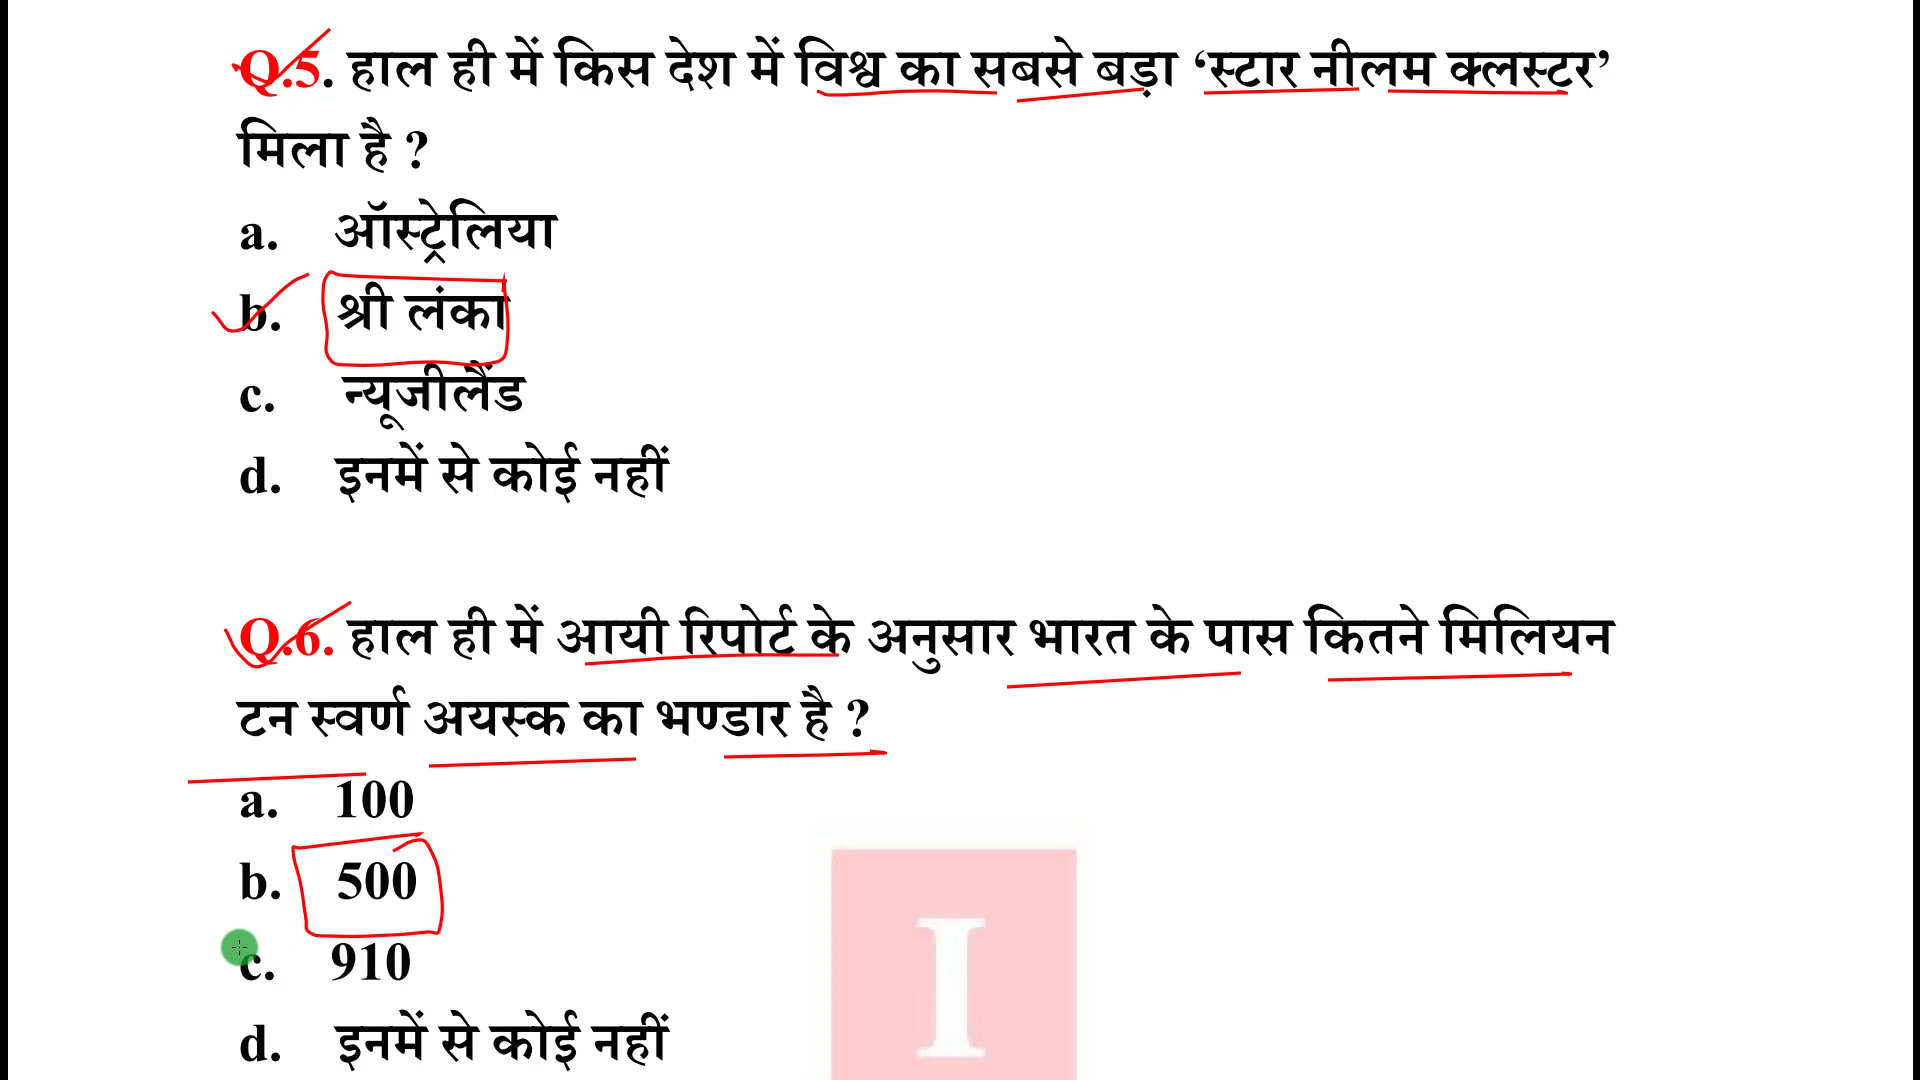 Q.5. हाल ही में किस देश में विश्व का सबसे बड़ा ‘स्टार नीलम क्लस्टर’
मिला है ?
a. ऑस्ट्रेलिया
b. श्री लंका
c. न्यूजीलैंड
d. इनमें से कोई नहीं
Q.6. हाल ही में आयी रिपोर्ट के अनुसार भारत के पास कितने मिलियन
टन स्वर्ण अयस्क का भण्डार है ?
a. 100
b. 500
c. 910
d. इनमें से कोई नहीं
I